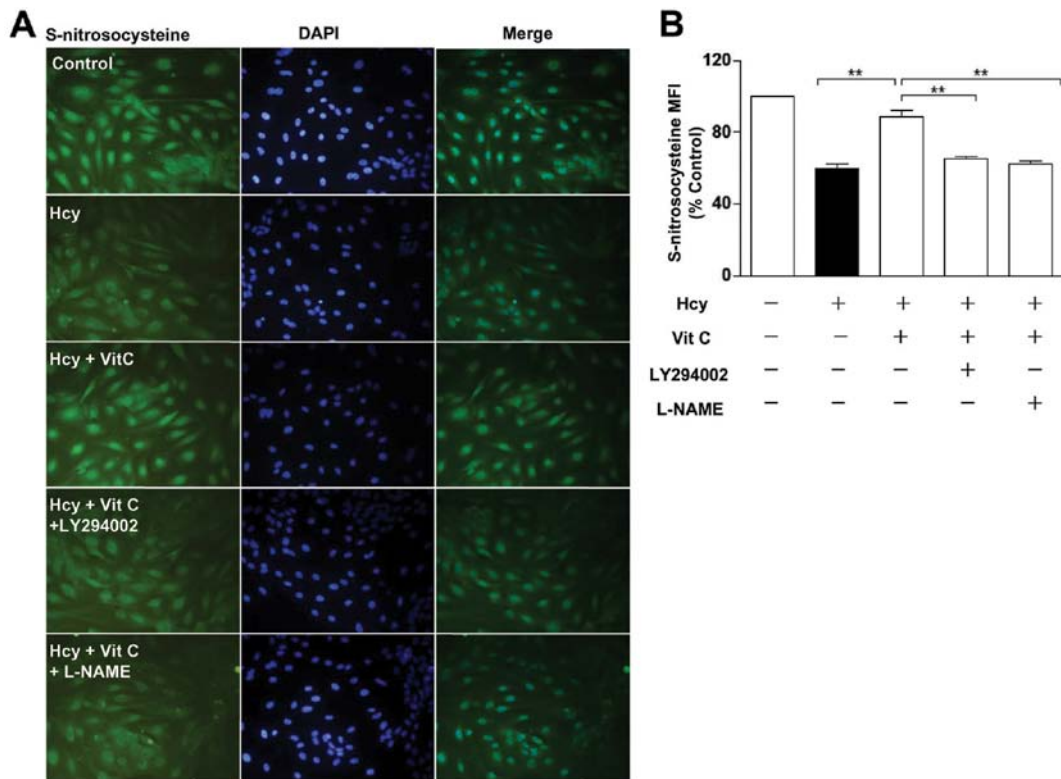 A
S-nitrosocysteine DAPI Merge
Control
Hcy
Hcy + VitC
Hcy + Vit C
+LY294002
Hcy + Vit C
+ L-NAME
B
S-nitrosocysteine MFI
(% Control)
120
80
40
0
**
**
**
Hcy – + + + +
Vit C – – + + +
LY294002 – – – + –
L-NAME – – – – +